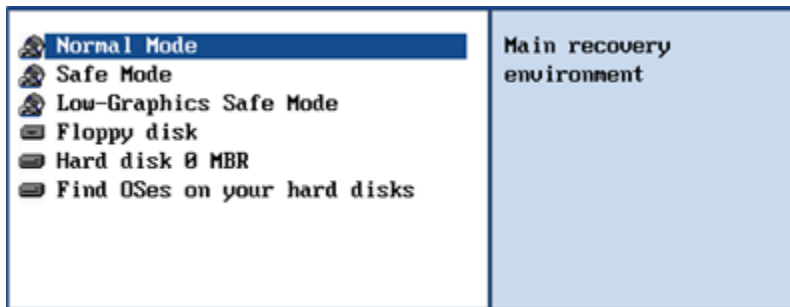 Normal Mode
Safe Mode
Low-Graphics Safe Mode
Floppy disk
Hard disk 0 MBR
Find OSes on your hard disks
Main recovery
environment